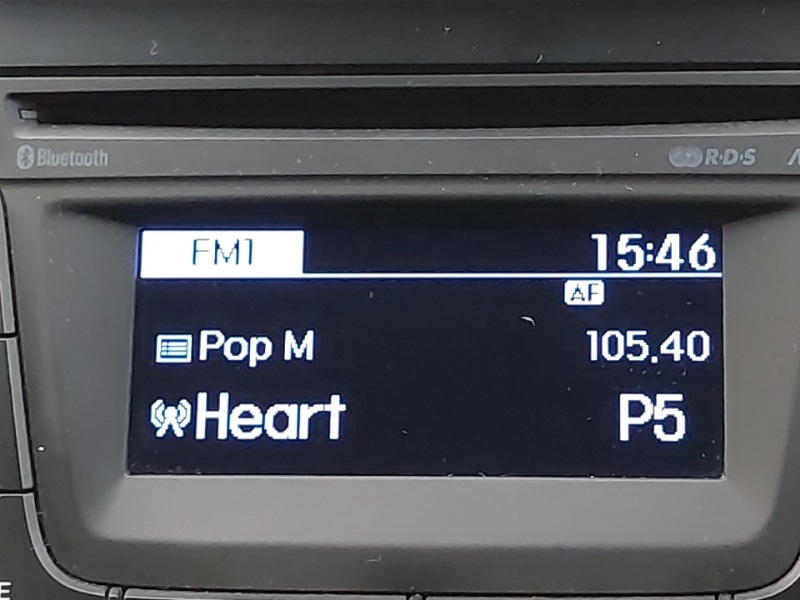 Bluetooth R·D·S
FM1 15:46
AF
Pop M 105.40
Heart P5
E